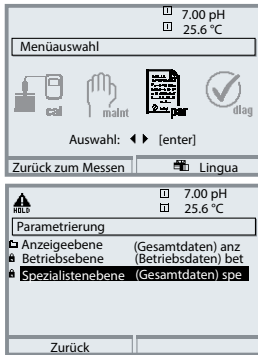 7.00 pH
25.6 °C
Menüauswahl
cal maint par diag
Auswahl: [enter]
Zurück zum Messen Lingua
HOLD 7.00 pH
25.6 °C
Parametrierung
Anzeigeebene (Gesamtdaten) anz
Betriebsebene (Betriebsdaten) bet
Spezialistenebene (Gesamtdaten) spe
Zurück